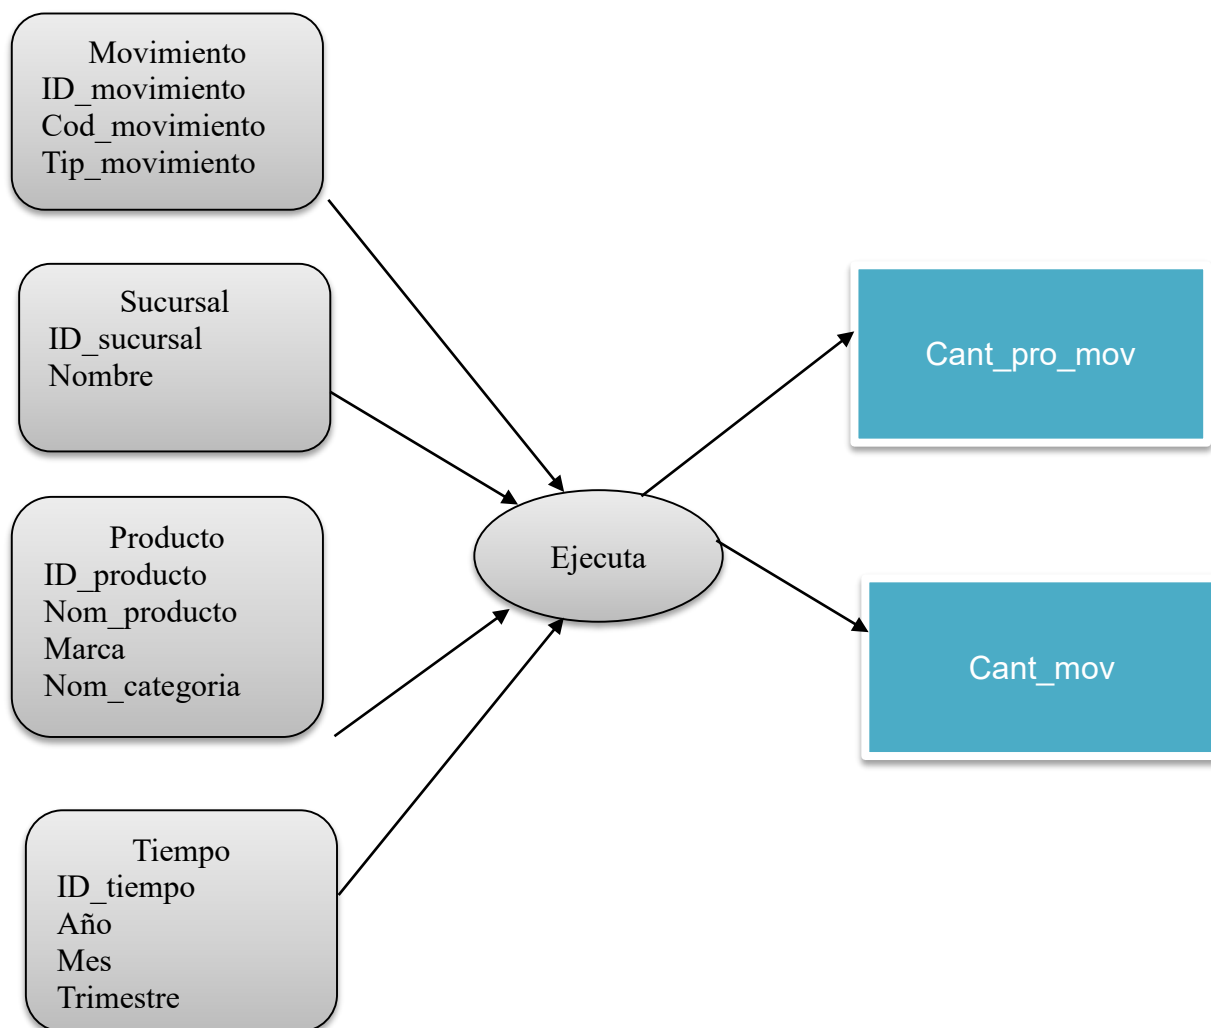 Movimiento
ID_movimiento
Cod_movimiento
Tip_movimiento
Sucursal
ID_sucursal
Nombre
Producto
ID_producto
Nom_producto
Marca
Nom_categoria
Tiempo
ID_tiempo
Año
Mes
Trimestre
Ejecuta
Cant_pro_mov
Cant_mov